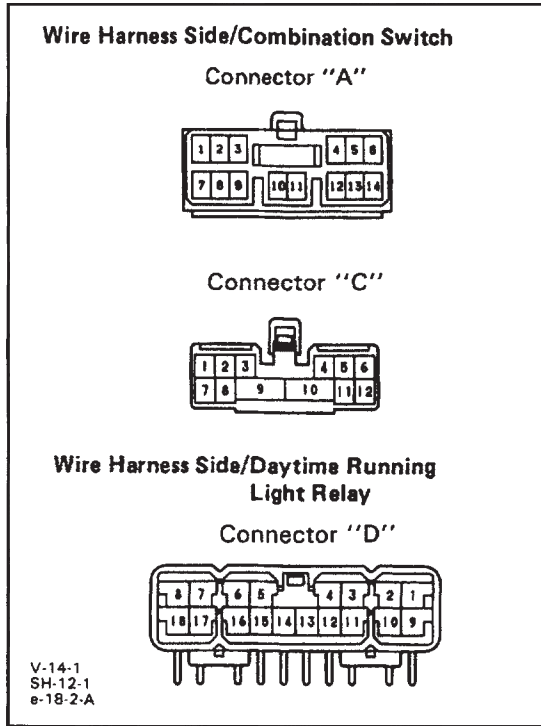 Wire Harness Side/Combination Switch
Connector "A"
1 2 3 4 5 6
7 8 9 10 11 12 13 14
Connector "C"
1 2 3 4 5 6
7 8 9 10 11 12
Wire Harness Side/Daytime Running
Light Relay
Connector "D"
8 7 6 5 4 3 2 1
18 17 16 15 14 13 12 11 10 9
V-14-1
SH-12-1
e-18-2-A